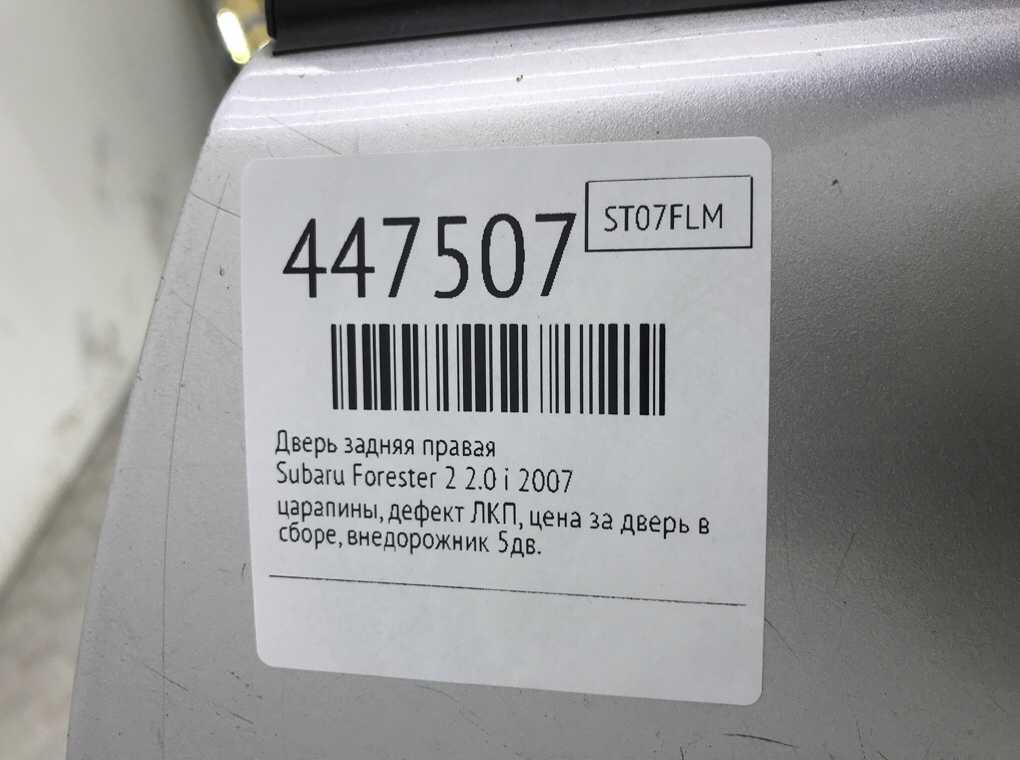 447507
ST07FLM
Дверь задняя правая
Subaru Forester 2 2.0 i 2007
царапины, дефект ЛКП, цена за дверь в
сборе, внедорожник 5дв.